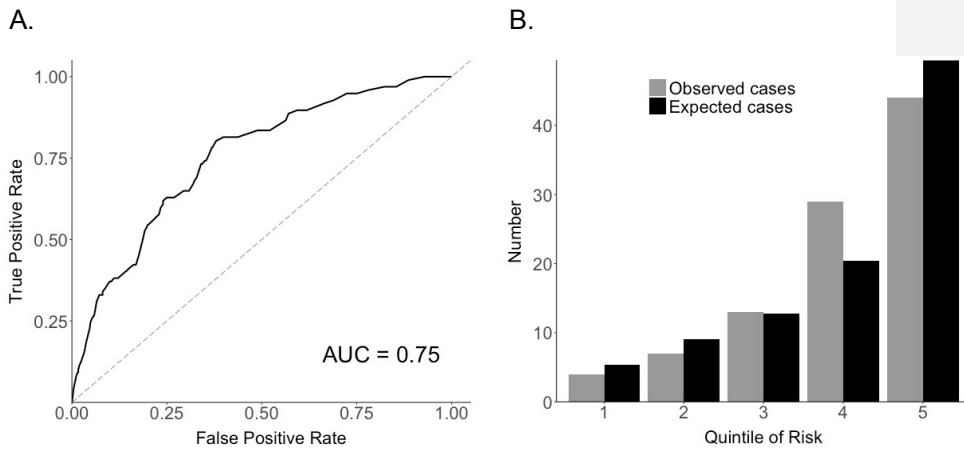 A.
B.
1.00
0.75
0.50
0.25
True Positive Rate
AUC = 0.75
0.00
0.25
0.50
0.75
1.00
False Positive Rate
Observed cases
Expected cases
40
30
20
10
0
Number
1
2
3
4
5
Quintile of Risk